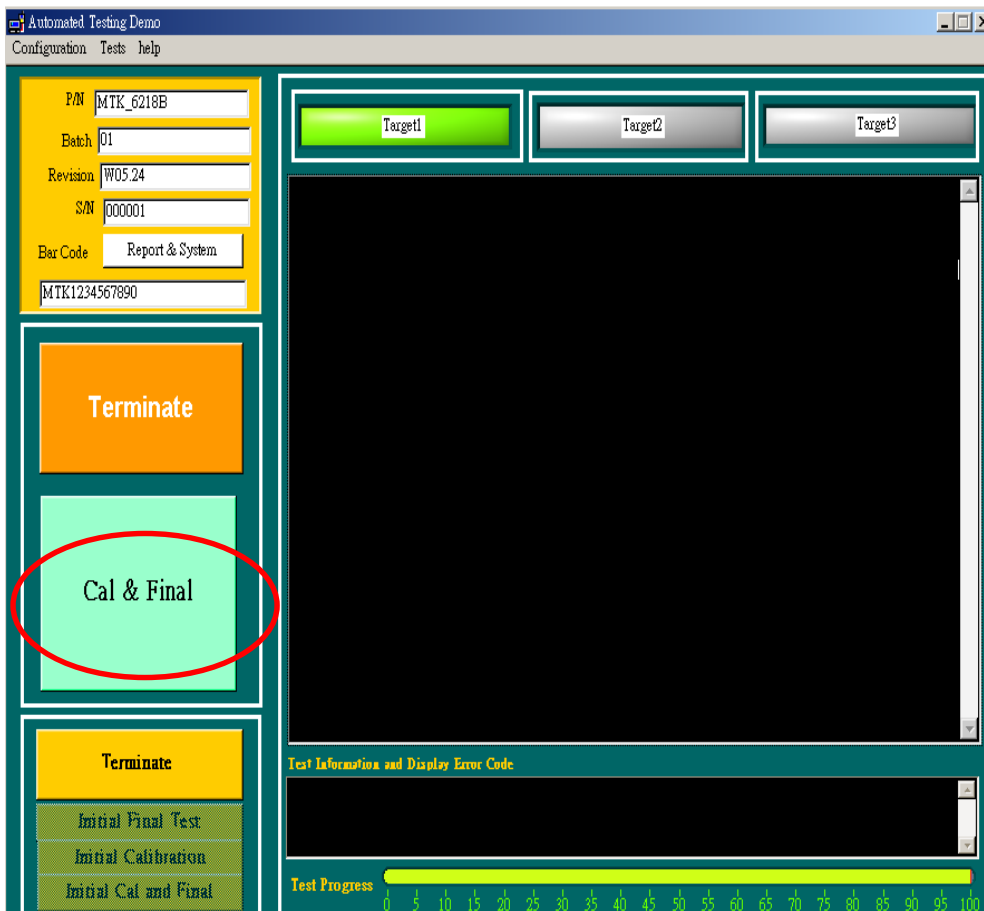 Automated Testing Demo
Configuration Tests help
P/N MTK_6218B
Batch 01
Revision W05.24
S/N 000001
Bar Code Report & System
MTK1234567890
Terminate
Cal & Final
Terminate
Initial Final Test
Initial Calibration
Initial Cal and Final
Target1 Target2 Target3
Test Information and Display Error Code
Test Progress
0 5 10 15 20 25 30 35 40 45 50 55 60 65 70 75 80 85 90 95 100